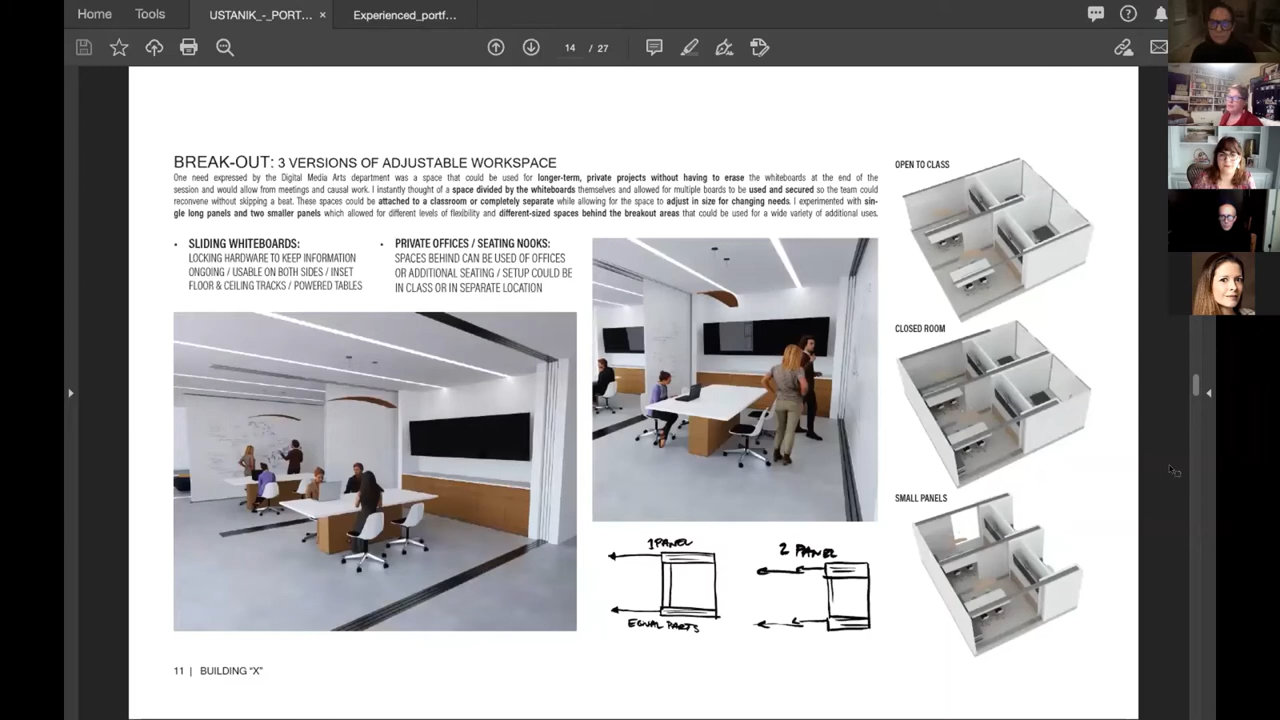 Home
Tools
USTANIK_-_PORT...
×
Experienced_portf...
14 / 27
BREAK-OUT: 3 VERSIONS OF ADJUSTABLE WORKSPACE
One need expressed by the Digital Media Arts department was a space that could be used for longer-term, private projects without having to erase the whiteboards at the end of the
session and would allow from meetings and causal work. I instantly thought of a space divided by the whiteboards themselves and allowed for multiple boards to be used and secured so the team could
reconvene without skipping a beat. These spaces could be attached to a classroom or completely separate while allowing for the space to adjust in size for changing needs. I experimented with sin-
gle long panels and two smaller panels which allowed for different levels of flexibility and different-sized spaces behind the breakout areas that could be used for a wide variety of additional uses.
• SLIDING WHITEBOARDS:
LOCKING HARDWARE TO KEEP INFORMATION
ONGOING / USABLE ON BOTH SIDES / INSET
FLOOR & CEILING TRACKS / POWERED TABLES
• PRIVATE OFFICES / SEATING NOOKS:
SPACES BEHIND CAN BE USED OF OFFICES
OR ADDITIONAL SEATING / SETUP COULD BE
IN CLASS OR IN SEPARATE LOCATION
OPEN TO CLASS
CLOSED ROOM
SMALL PANELS
1 PANEL
EQUAL PARTS
2 PANEL
11 | BUILDING “X”